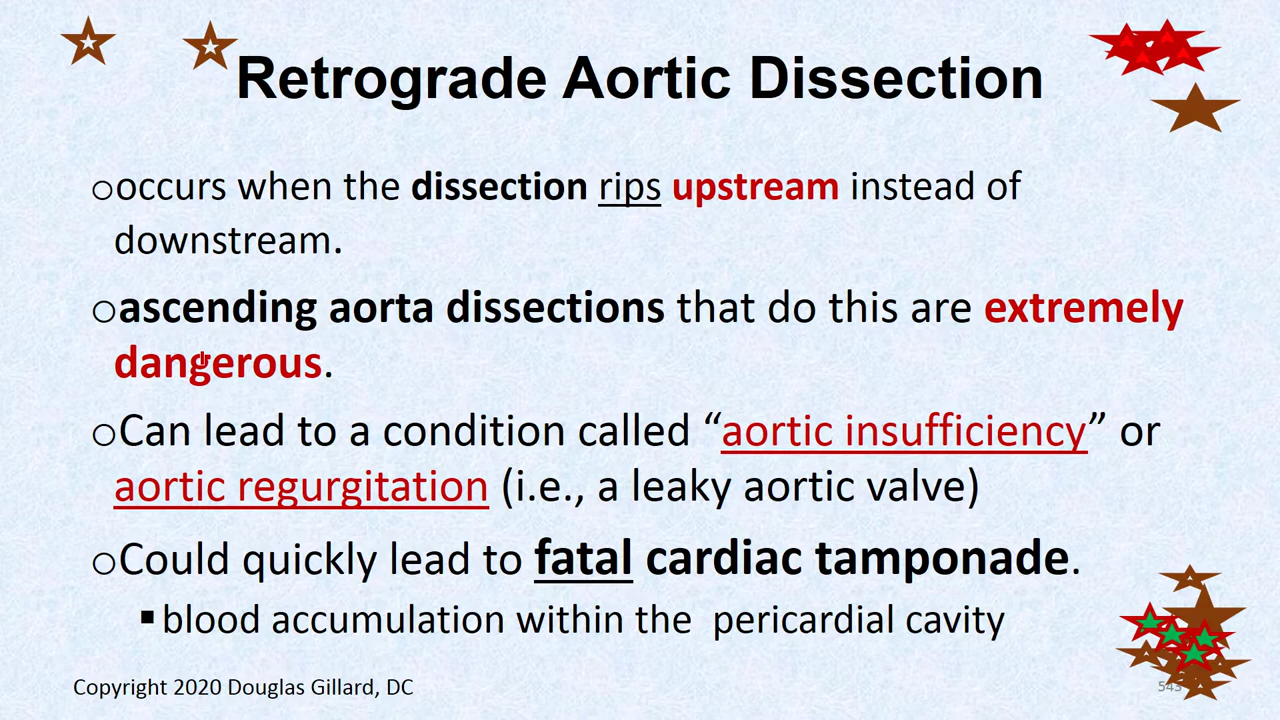 Retrograde Aortic Dissection
○occurs when the dissection rips upstream instead of
downstream.
○ascending aorta dissections that do this are extremely
dangerous.
○Can lead to a condition called “aortic insufficiency” or
aortic regurgitation (i.e., a leaky aortic valve)
○Could quickly lead to fatal cardiac tamponade.
▪blood accumulation within the pericardial cavity
Copyright 2020 Douglas Gillard, DC
543